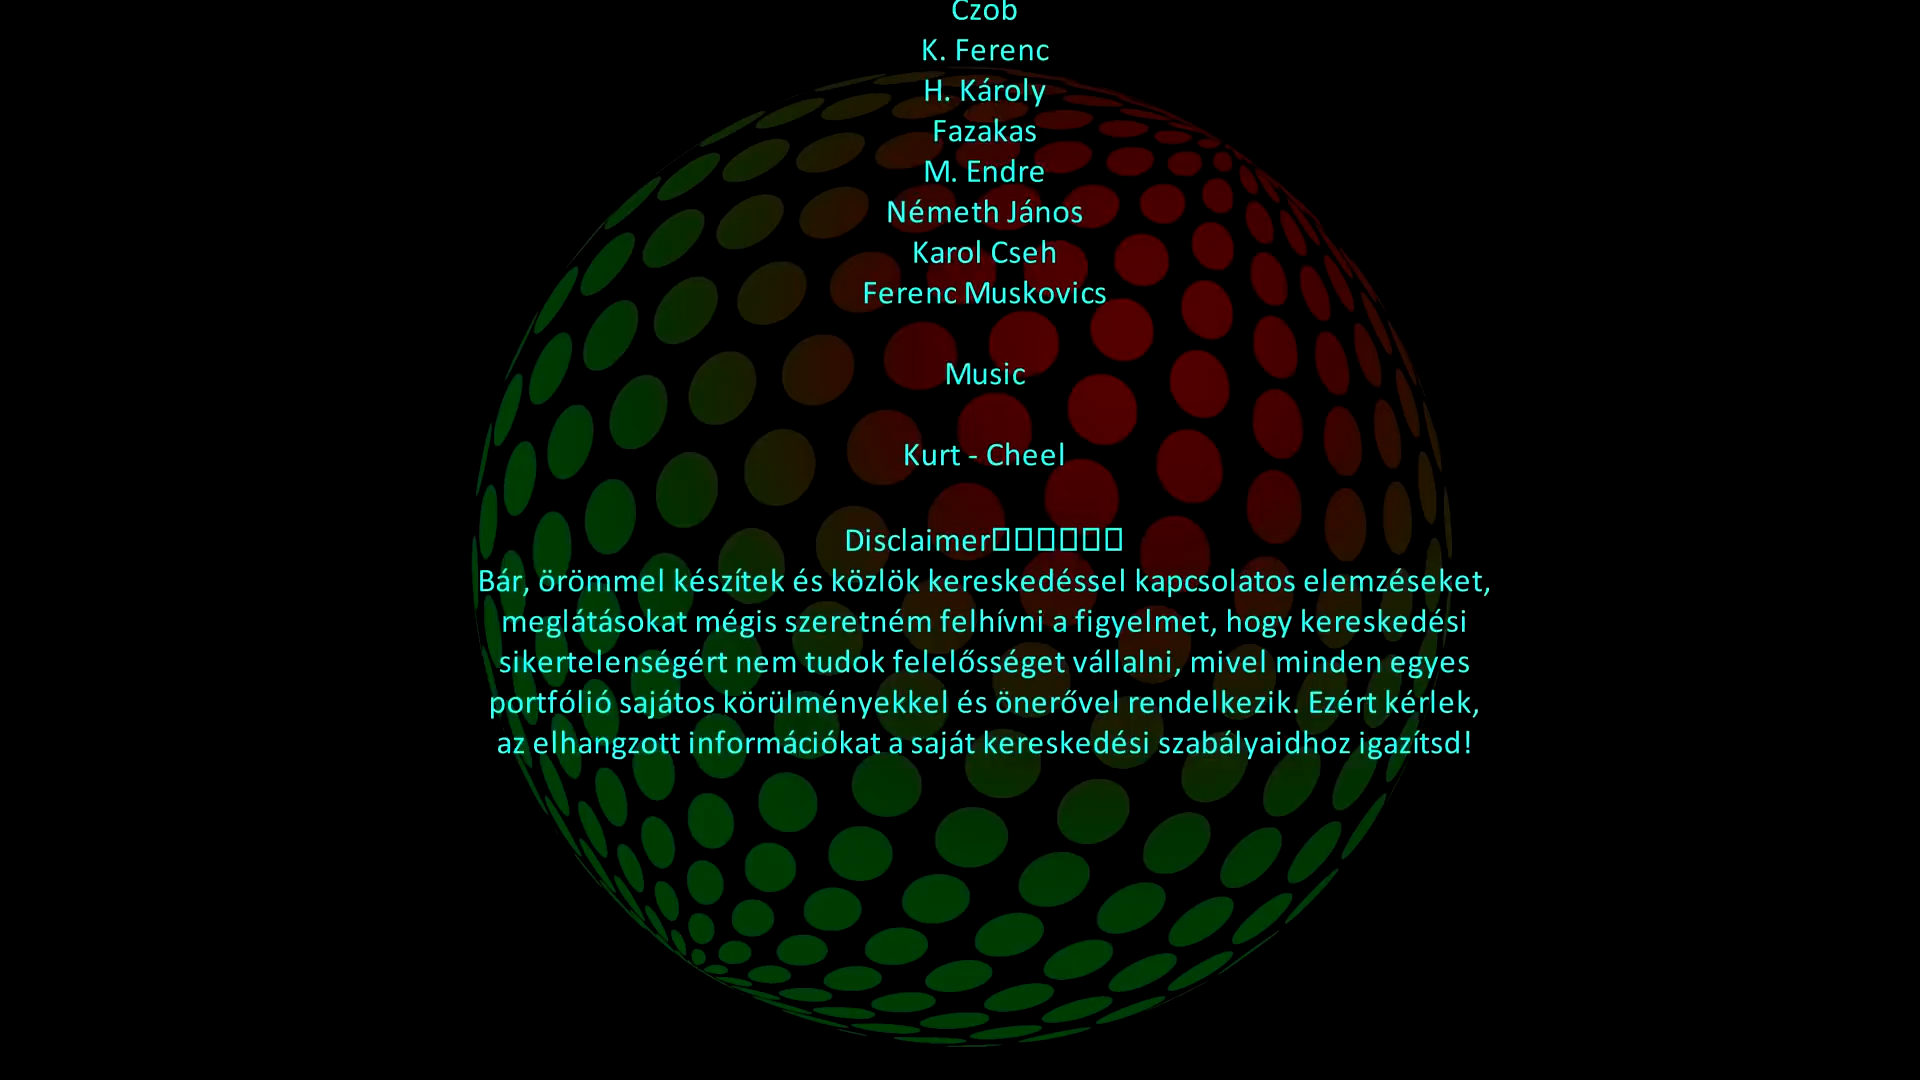 Czob
K. Ferenc
H. Károly
Fazakas
M. Endre
Németh János
Karol Cseh
Ferenc Muskovics
Music
Kurt - Cheel
Disclaimer□□□□□□
Bár, örömmel készítek és közlök kereskedéssel kapcsolatos elemzéseket,
meglátásokat mégis szeretném felhívni a figyelmet, hogy kereskedési
sikertelenségért nem tudok felelősséget vállalni, mivel minden egyes
portfólió sajátos körülményekkel és önerővel rendelkezik. Ezért kérlek,
az elhangzott információkat a saját kereskedési szabályaidhoz igazítsd!